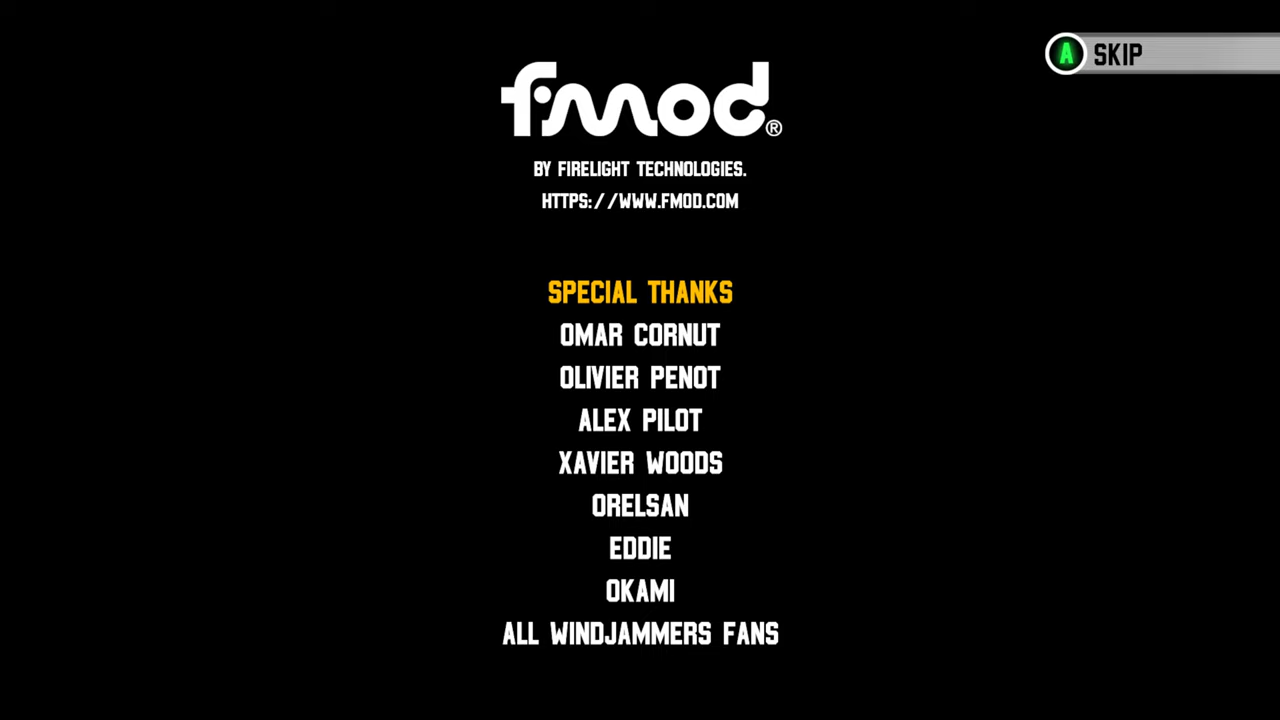 A SKIP
fmod®
BY FIRELIGHT TECHNOLOGIES.
HTTPS://WWW.FMOD.COM
SPECIAL THANKS
OMAR CORNUT
OLIVIER PENOT
ALEX PILOT
XAVIER WOODS
ORELSAN
EDDIE
OKAMI
ALL WINDJAMMERS FANS